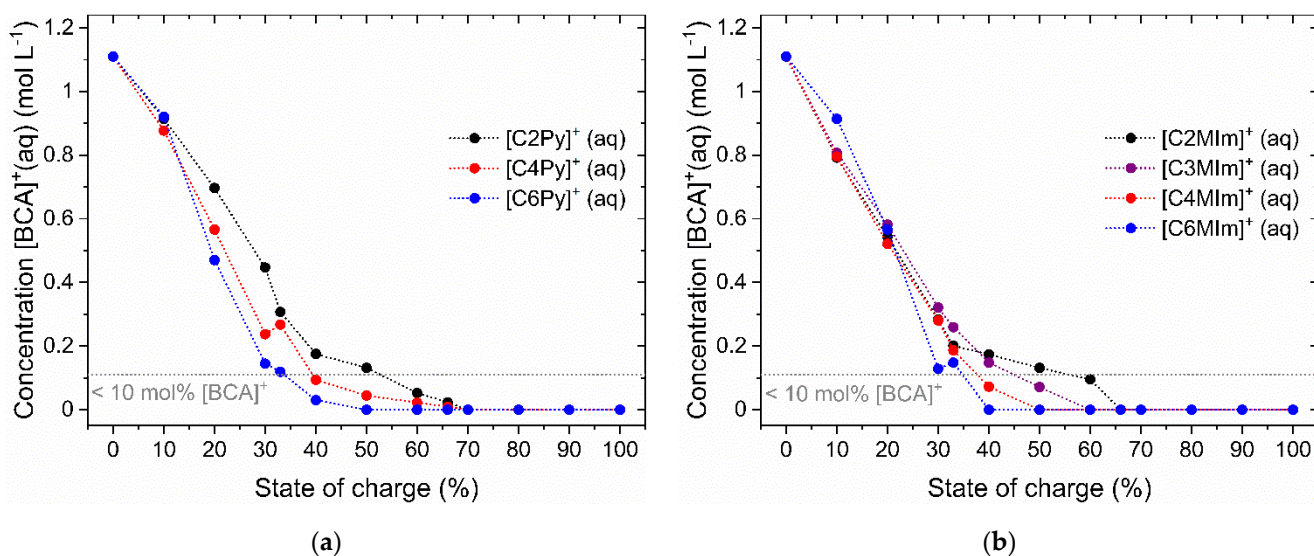 Concentration [BCA]⁺(aq) (mol L⁻¹)
1.2
1
0.8
0.6
0.4
0.2
0
[C2Py]⁺ (aq)
[C4Py]⁺ (aq)
[C6Py]⁺ (aq)
< 10 mol% [BCA]⁺
0 10 20 30 40 50 60 70 80 90 100
State of charge (%)
(a)
Concentration [BCA]⁺(aq) (mol L⁻¹)
1.2
1
0.8
0.6
0.4
0.2
0
[C2MIm]⁺ (aq)
[C3MIm]⁺ (aq)
[C4MIm]⁺ (aq)
[C6MIm]⁺ (aq)
< 10 mol% [BCA]⁺
0 10 20 30 40 50 60 70 80 90 100
State of charge (%)
(b)